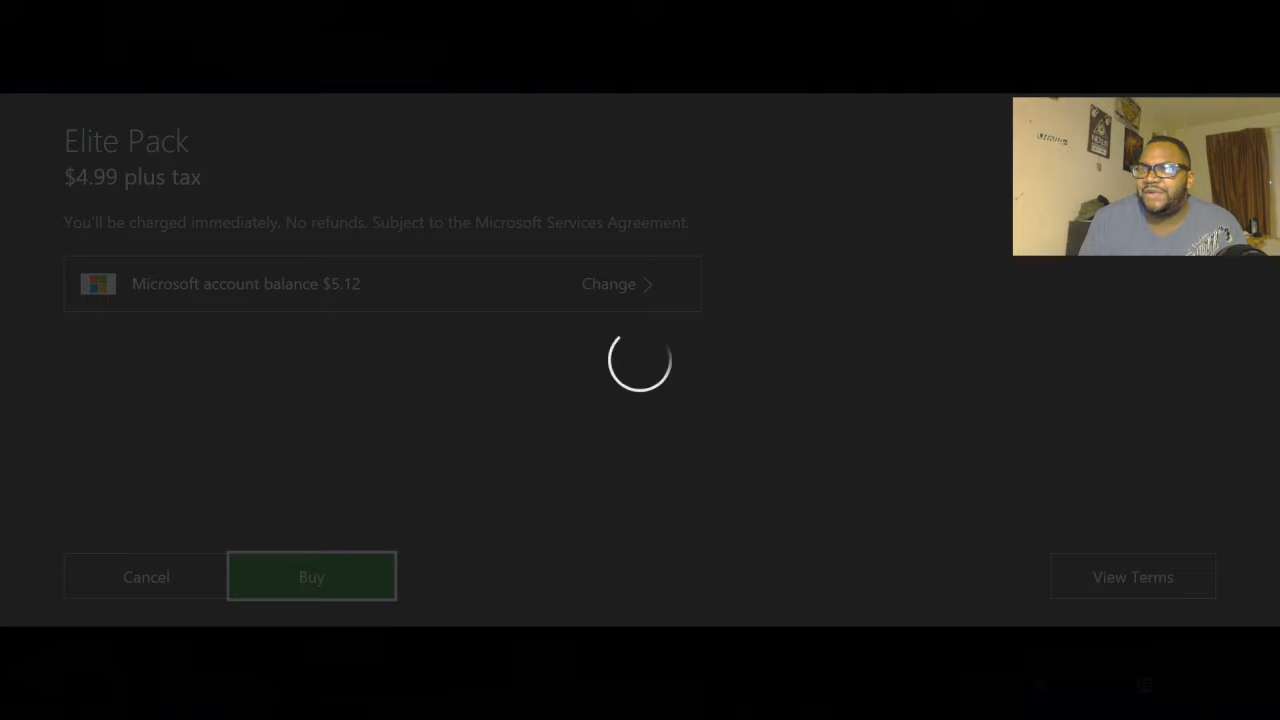 Elite Pack
$4.99 plus tax
You'll be charged immediately. No refunds. Subject to the Microsoft Services Agreement.
Microsoft account balance $5.12
Change
Cancel
Buy
View Terms